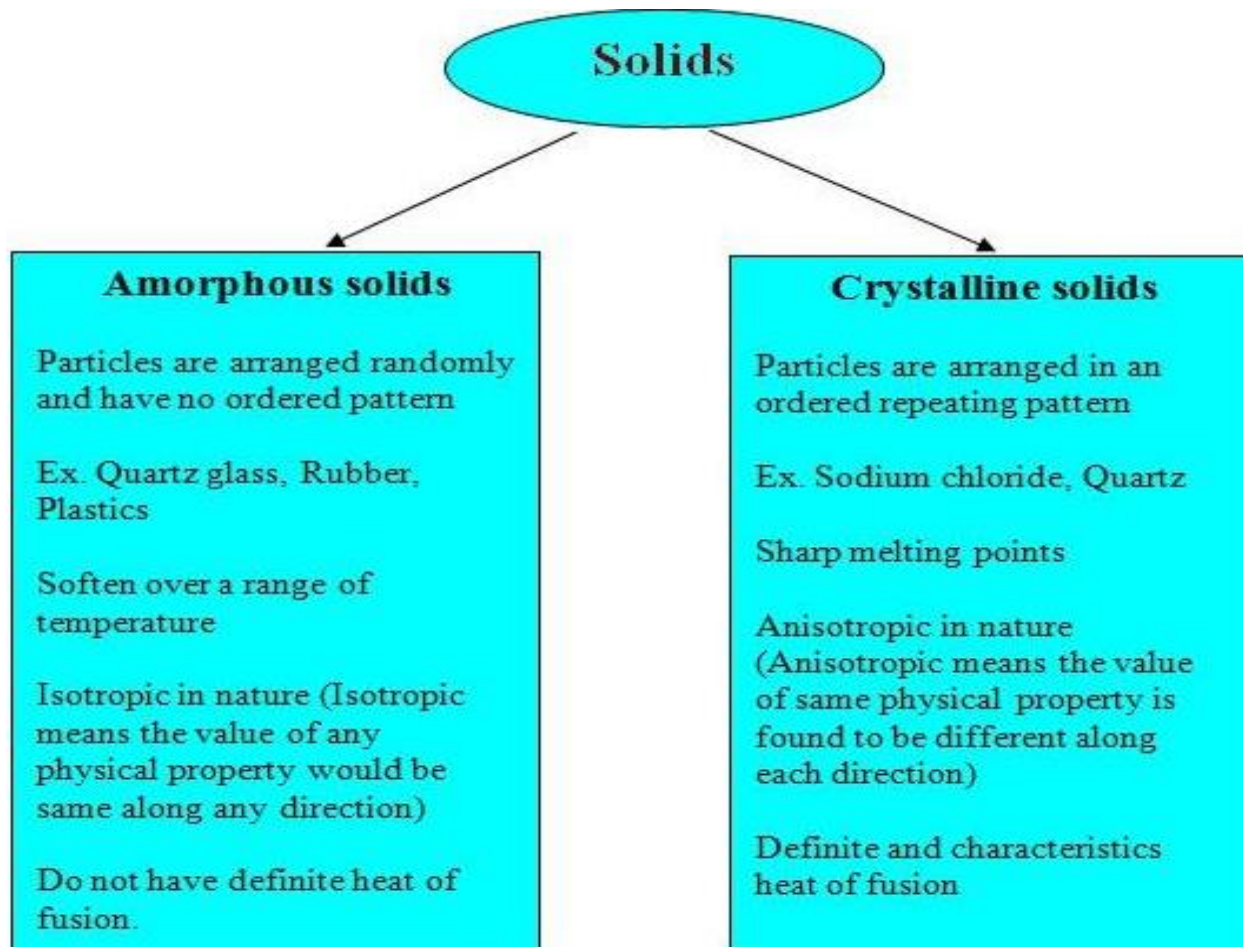 Solids
Amorphous solids
Particles are arranged randomly
and have no ordered pattern
Ex. Quartz glass, Rubber,
Plastics
Soften over a range of
temperature
Isotropic in nature (Isotropic
means the value of any
physical property would be
same along any direction)
Do not have definite heat of
fusion.
Crystalline solids
Particles are arranged in an
ordered repeating pattern
Ex. Sodium chloride, Quartz
Sharp melting points
Anisotropic in nature
(Anisotropic means the value
of same physical property is
found to be different along
each direction)
Definite and characteristics
heat of fusion